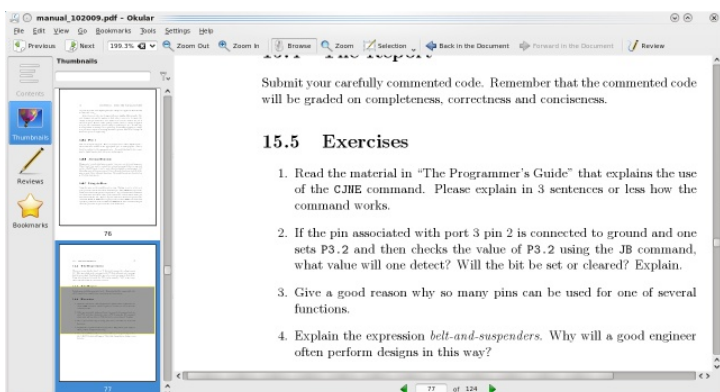 manual_102009.pdf - Okular
File Edit View Go Bookmarks Tools Settings Help
Previous Next 199.3% Zoom Out Zoom In Browse Zoom Selection Back in the Document Forward in the Document Review
Thumbnails
Contents
Thumbnails
Reviews
Bookmarks
76
77
The Report
Submit your carefully commented code. Remember that the commented code
will be graded on completeness, correctness and conciseness.
15.5 Exercises
1. Read the material in “The Programmer’s Guide” that explains the use
of the CJNE command. Please explain in 3 sentences or less how the
command works.
2. If the pin associated with port 3 pin 2 is connected to ground and one
sets P3.2 and then checks the value of P3.2 using the JB command,
what value will one detect? Will the bit be set or cleared? Explain.
3. Give a good reason why so many pins can be used for one of several
functions.
4. Explain the expression belt-and-suspenders. Why will a good engineer
often perform designs in this way?
77 of 124